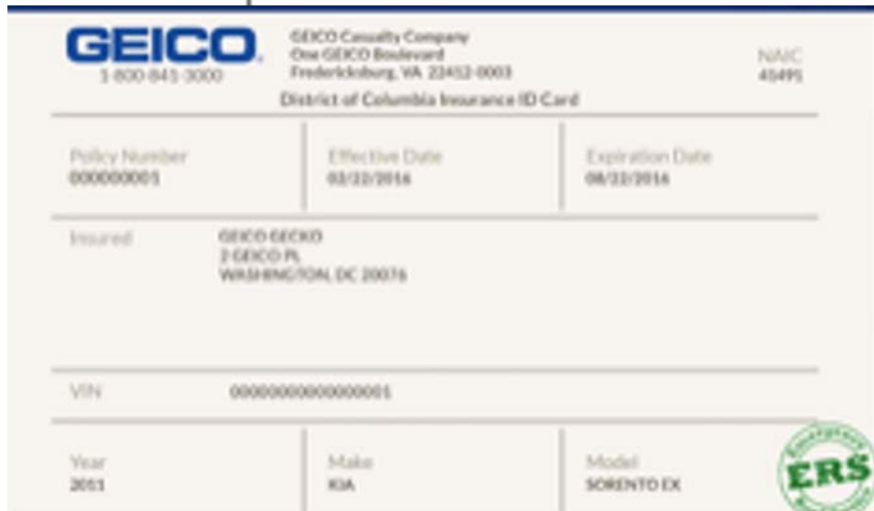 GEICO.
1-800-841-3000
GEICO Casualty Company
One GEICO Boulevard
Fredericksburg, VA 22412-0003
NAIC
41491
District of Columbia Insurance ID Card
Policy Number
000000001
Effective Date
02/22/2016
Expiration Date
08/22/2016
Insured
GEICO GECKO
2 GEICO PL
WASHINGTON, DC 20076
VIN
00000000000000001
Year
2011
Make
KIA
Model
SORENTO EX
Emergency
ERS